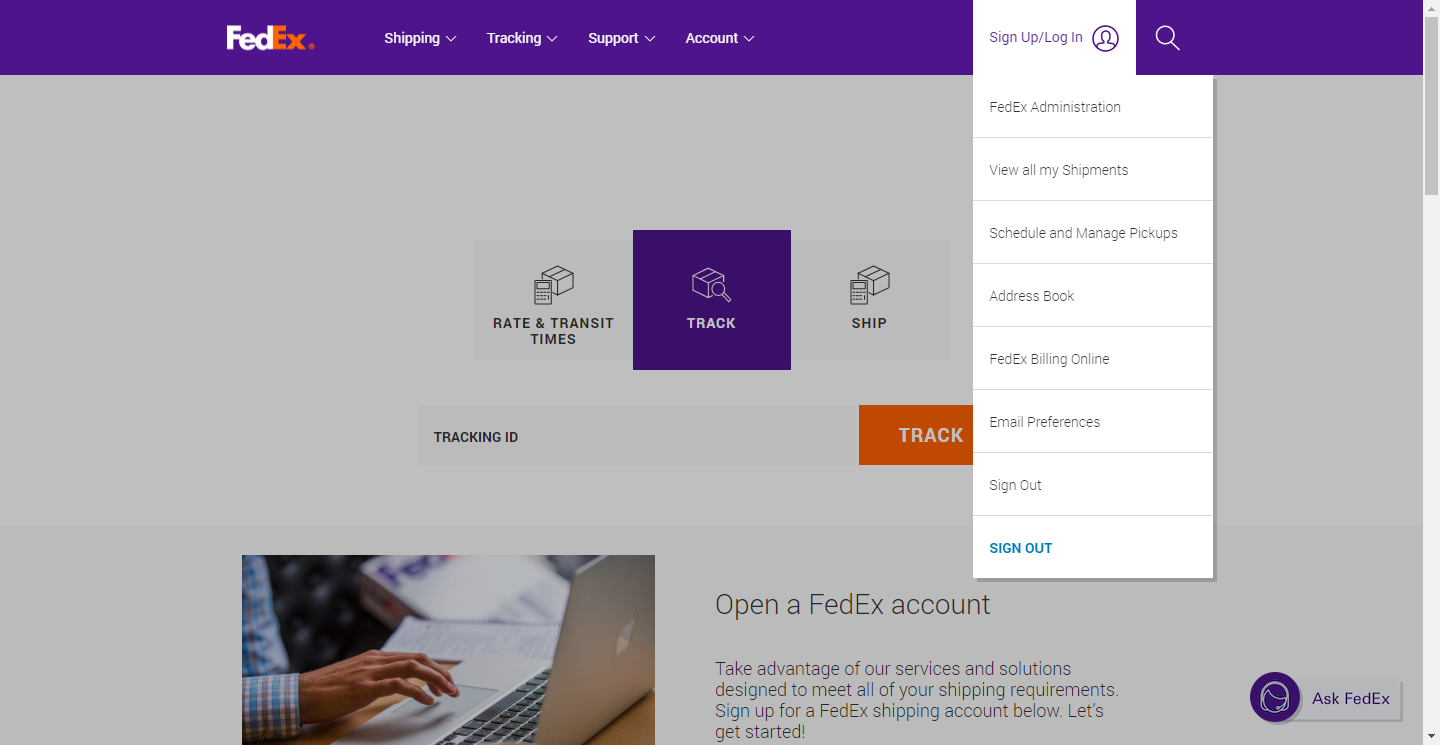 FedEx®
Shipping
Tracking
Support
Account
Sign Up/Log In
FedEx Administration
View all my Shipments
Schedule and Manage Pickups
Address Book
FedEx Billing Online
Email Preferences
Sign Out
SIGN OUT
RATE & TRANSIT
TIMES
TRACK
SHIP
TRACKING ID
TRACK
Open a FedEx account
Take advantage of our services and solutions
designed to meet all of your shipping requirements.
Sign up for a FedEx shipping account below. Let's
get started!
Ask FedEx